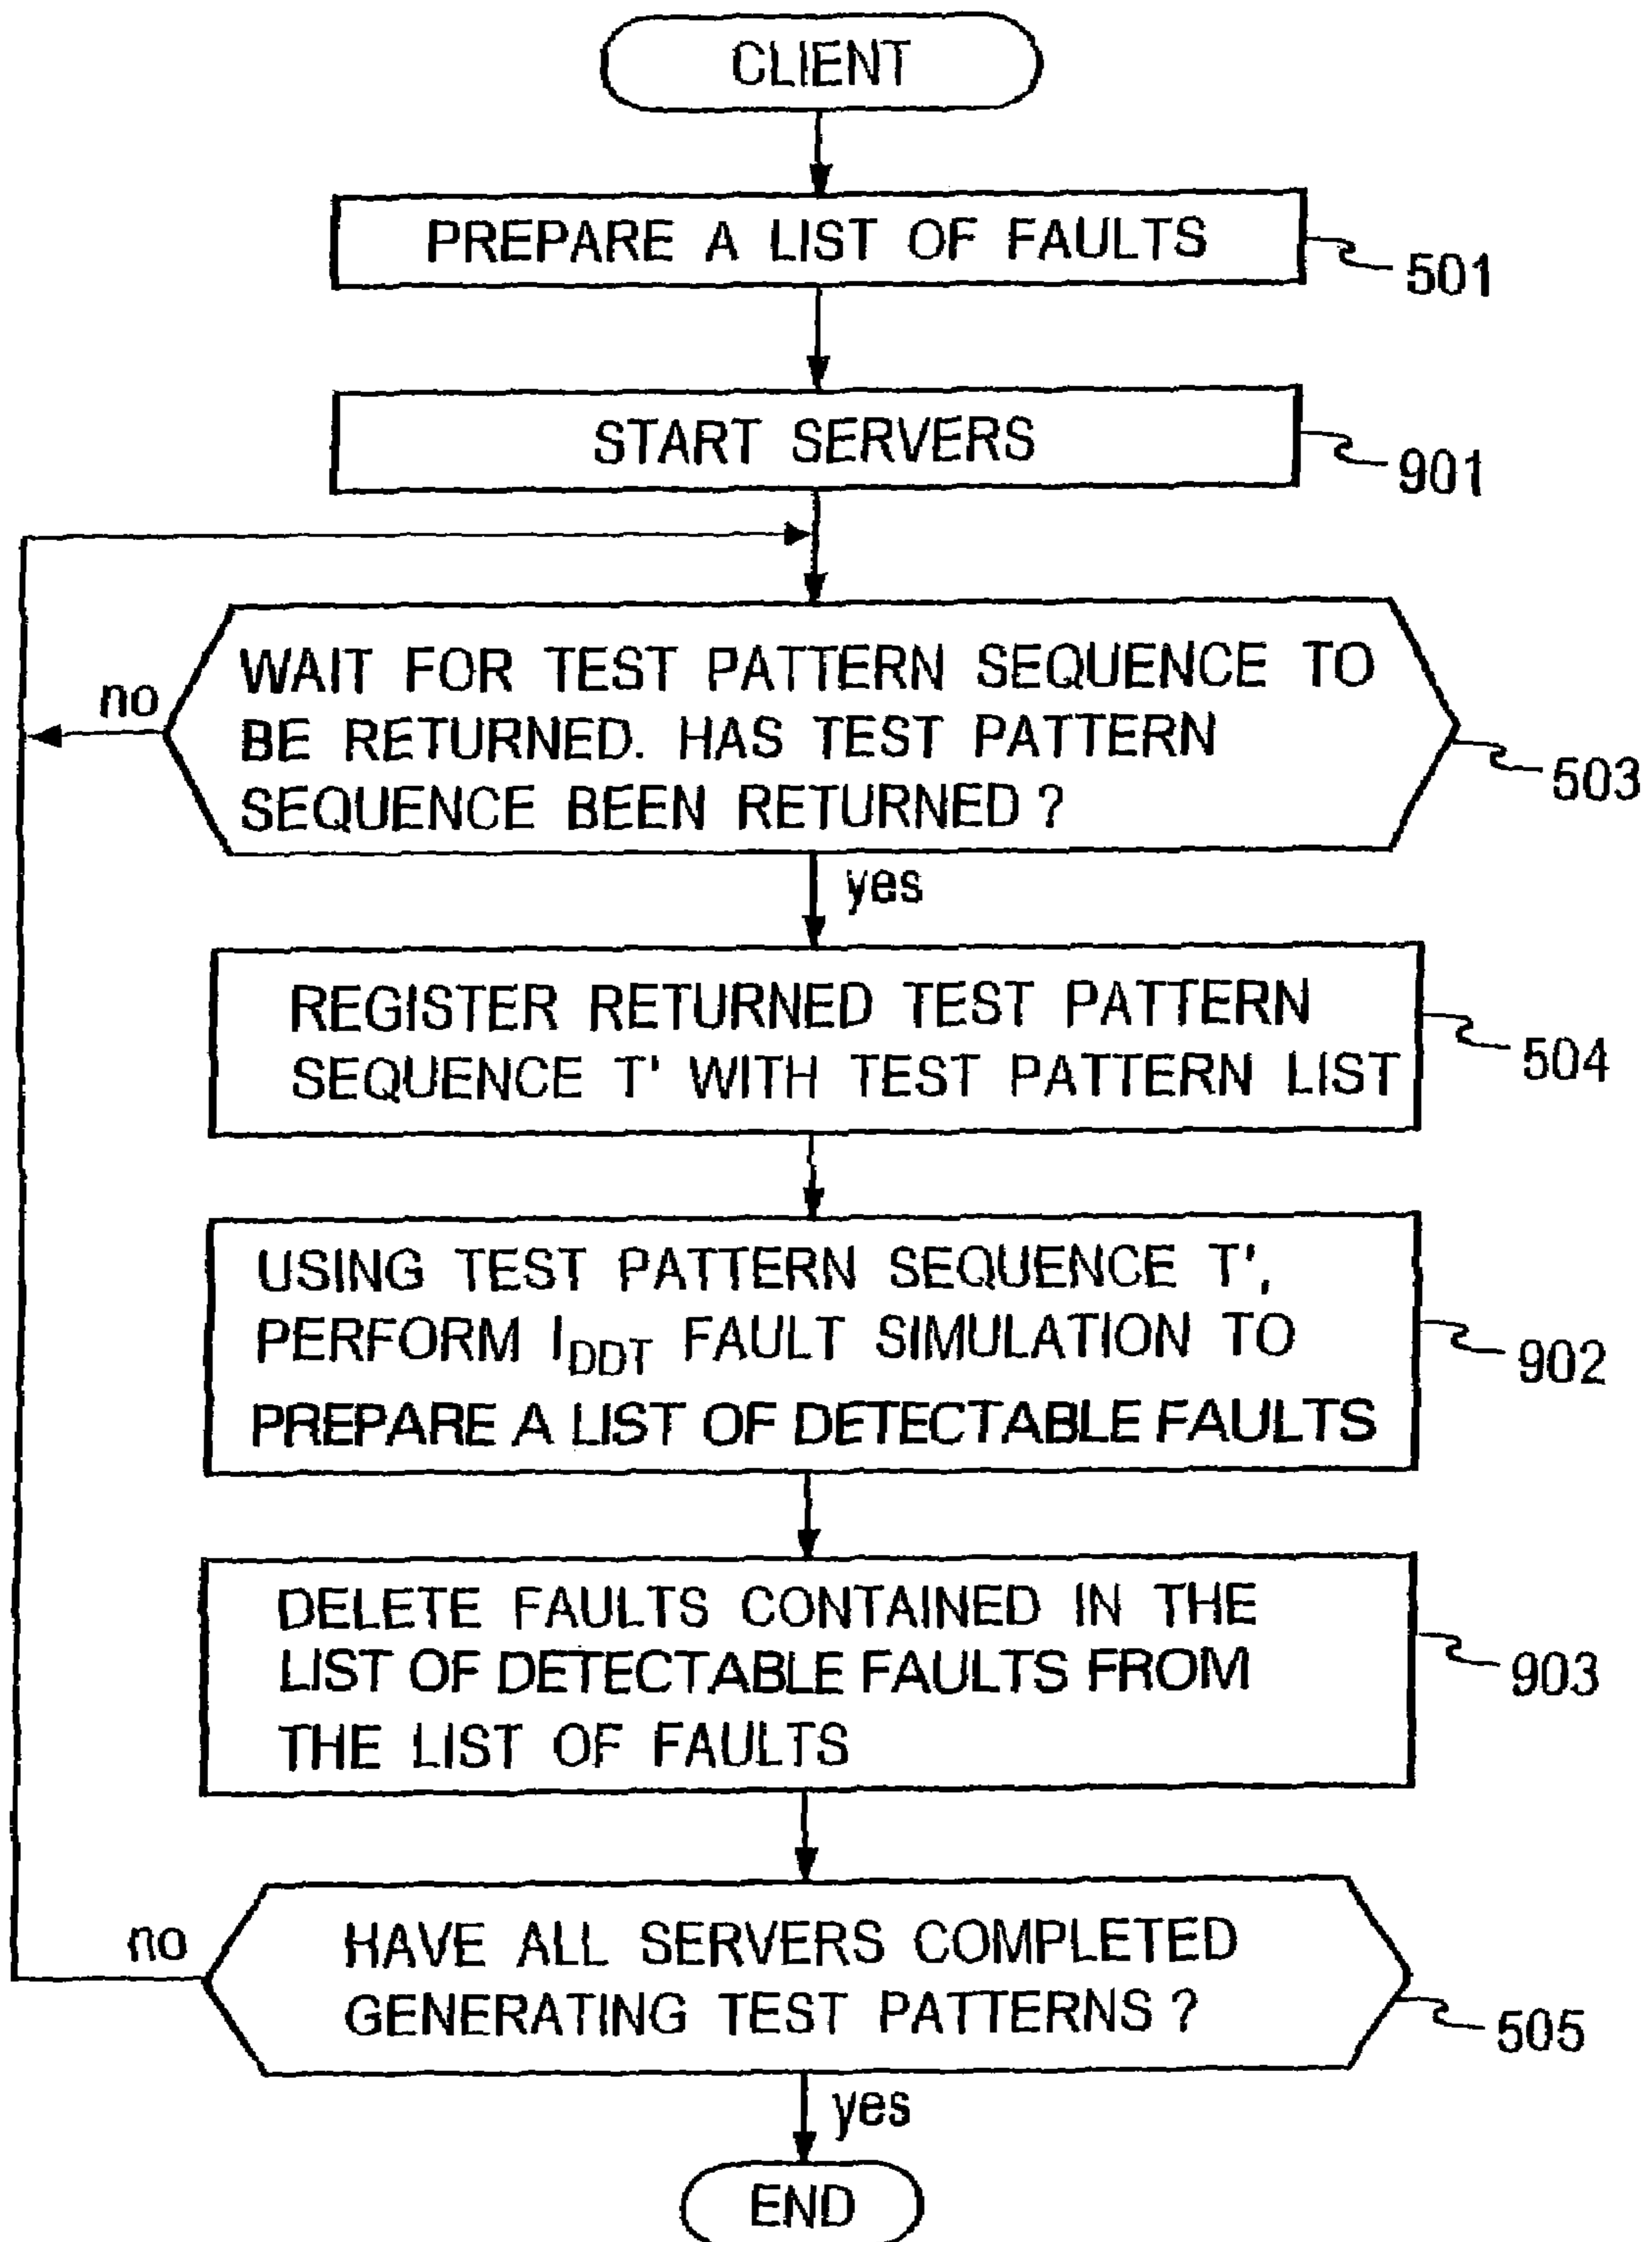 CLIENT
PREPARE A LIST OF FAULTS
501
START SERVERS
901
WAIT FOR TEST PATTERN SEQUENCE TO
BE RETURNED. HAS TEST PATTERN
SEQUENCE BEEN RETURNED ?
no
503
yes
REGISTER RETURNED TEST PATTERN
SEQUENCE T' WITH TEST PATTERN LIST
504
USING TEST PATTERN SEQUENCE T',
PERFORM IDDT FAULT SIMULATION TO
PREPARE A LIST OF DETECTABLE FAULTS
902
DELETE FAULTS CONTAINED IN THE
LIST OF DETECTABLE FAULTS FROM
THE LIST OF FAULTS
903
no
HAVE ALL SERVERS COMPLETED
GENERATING TEST PATTERNS ?
505
yes
END